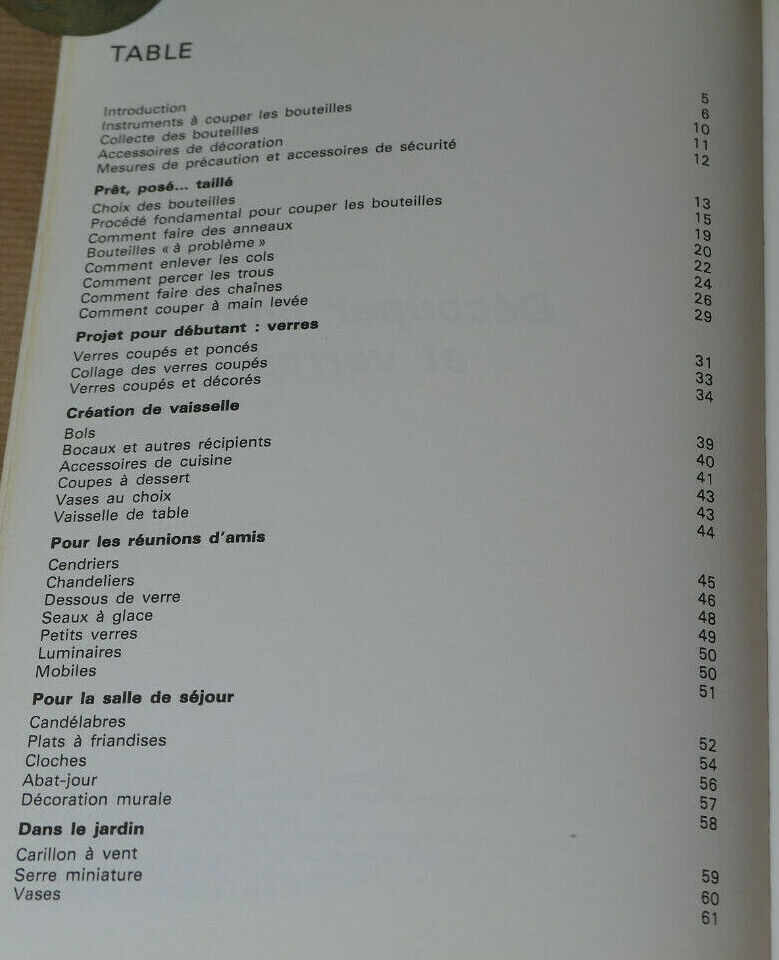 TABLE
Introduction 5
Instruments à couper les bouteilles 6
Collecte des bouteilles 10
Accessoires de décoration 11
Mesures de précaution et accessoires de sécurité 12
Prêt, posé... taillé
Choix des bouteilles 13
Procédé fondamental pour couper les bouteilles 15
Comment faire des anneaux 19
Bouteilles « à problème » 20
Comment enlever les cols 22
Comment percer les trous 24
Comment faire des chaînes 26
Comment couper à main levée 29
Projet pour débutant : verres
Verres coupés et poncés 31
Collage des verres coupés 33
Verres coupés et décorés 34
Création de vaisselle
Bols 39
Bocaux et autres récipients 40
Accessoires de cuisine 41
Coupes à dessert 43
Vases au choix 43
Vaisselle de table 44
Pour les réunions d'amis
Cendriers 45
Chandeliers 46
Dessous de verre 48
Seaux à glace 49
Petits verres 50
Luminaires 50
Mobiles 51
Pour la salle de séjour
Candélabres 52
Plats à friandises 54
Cloches 56
Abat-jour 57
Décoration murale 58
Dans le jardin
Carillon à vent 59
Serre miniature 60
Vases 61